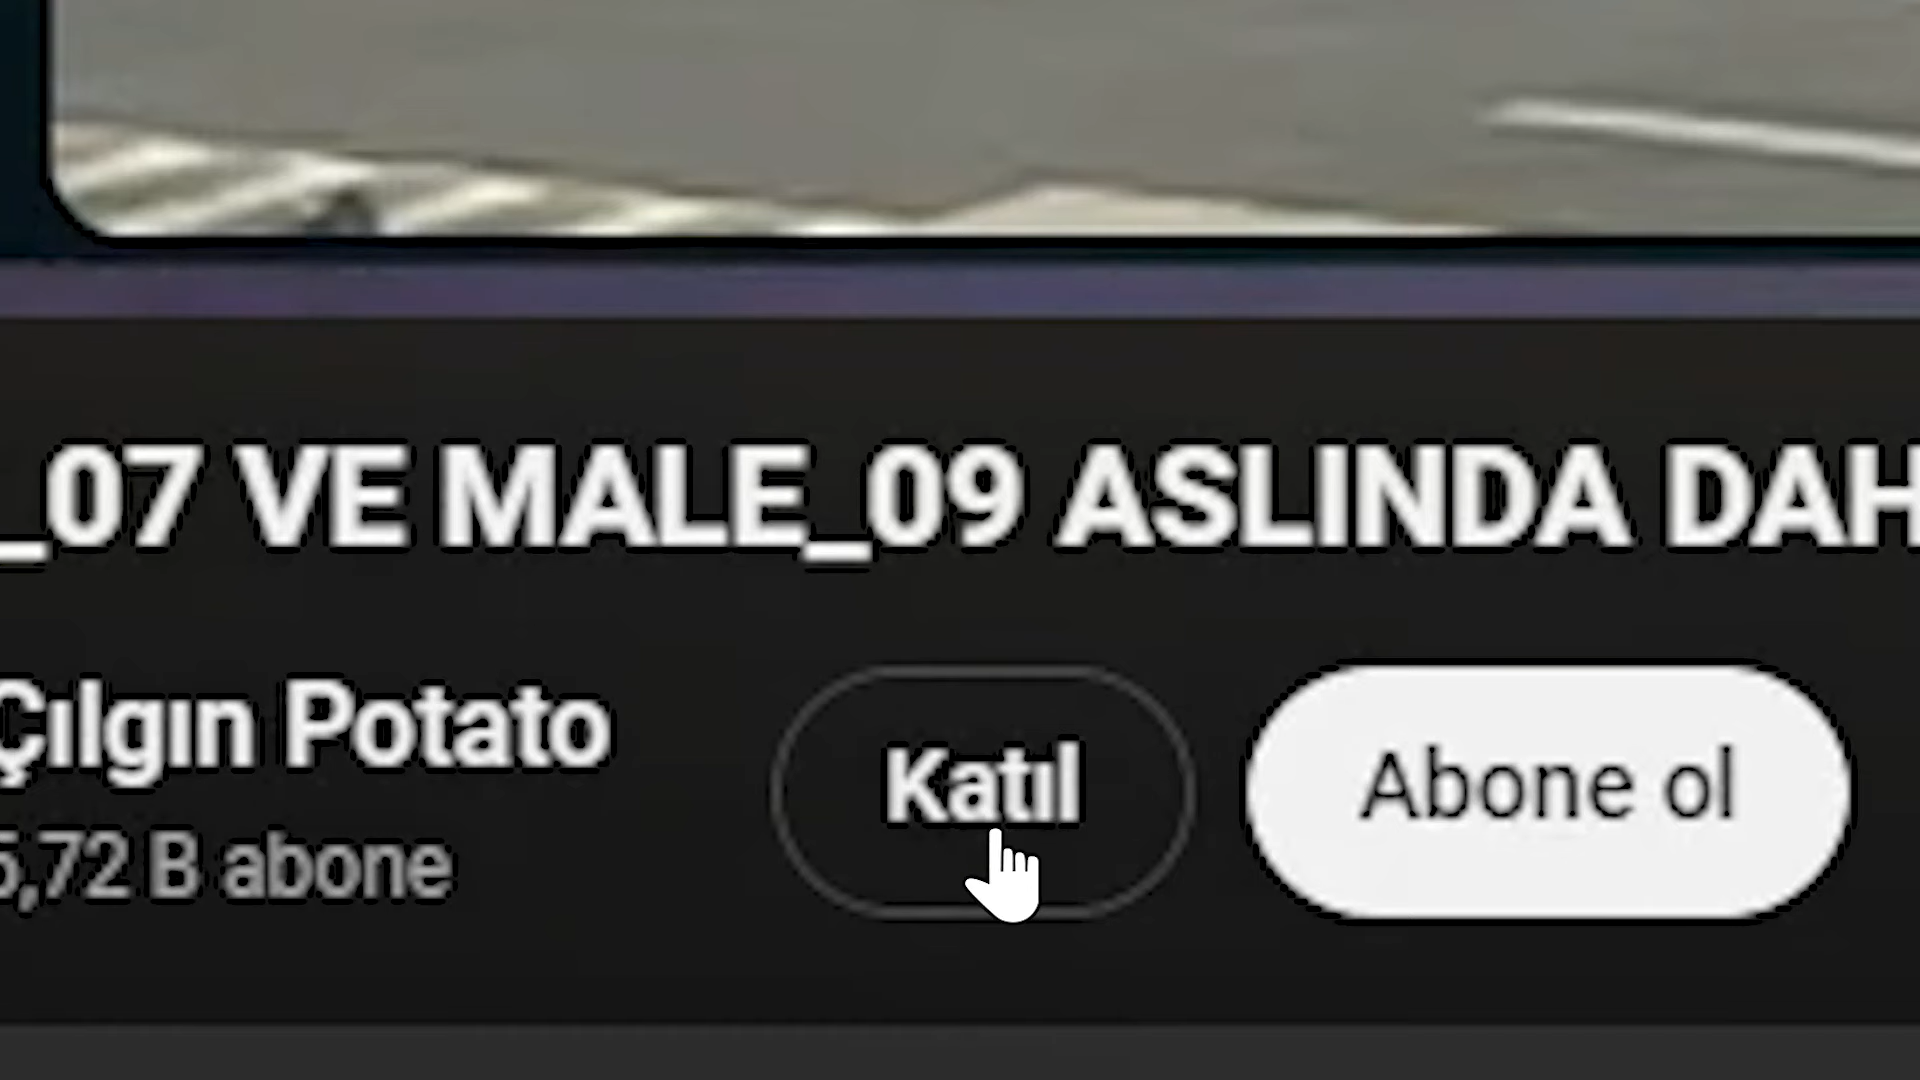 _07 VE MALE_09 ASLINDA DAH
Çılgın Potato
5,72 B abone
Katıl
Abone ol